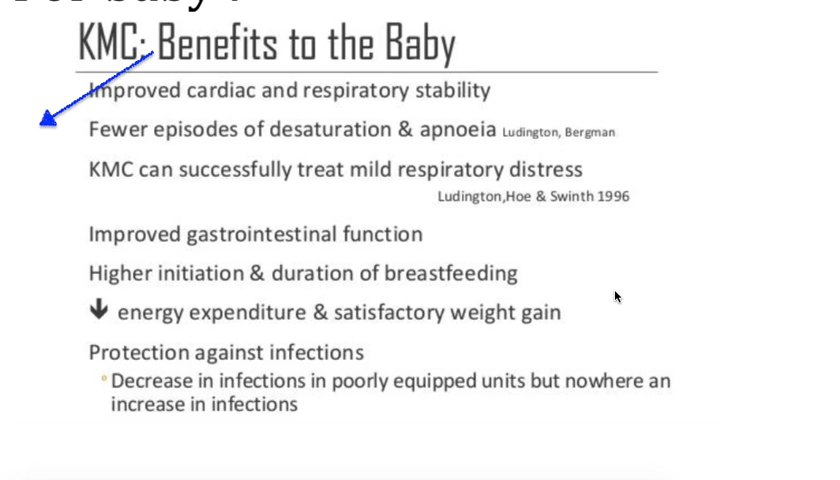 For baby :
KMC: Benefits to the Baby
Improved cardiac and respiratory stability
Fewer episodes of desaturation & apnoeia Ludington, Bergman
KMC can successfully treat mild respiratory distress
Ludington,Hoe & Swinth 1996
Improved gastrointestinal function
Higher initiation & duration of breastfeeding
🡇 energy expenditure & satisfactory weight gain
Protection against infections
Decrease in infections in poorly equipped units but nowhere an
increase in infections